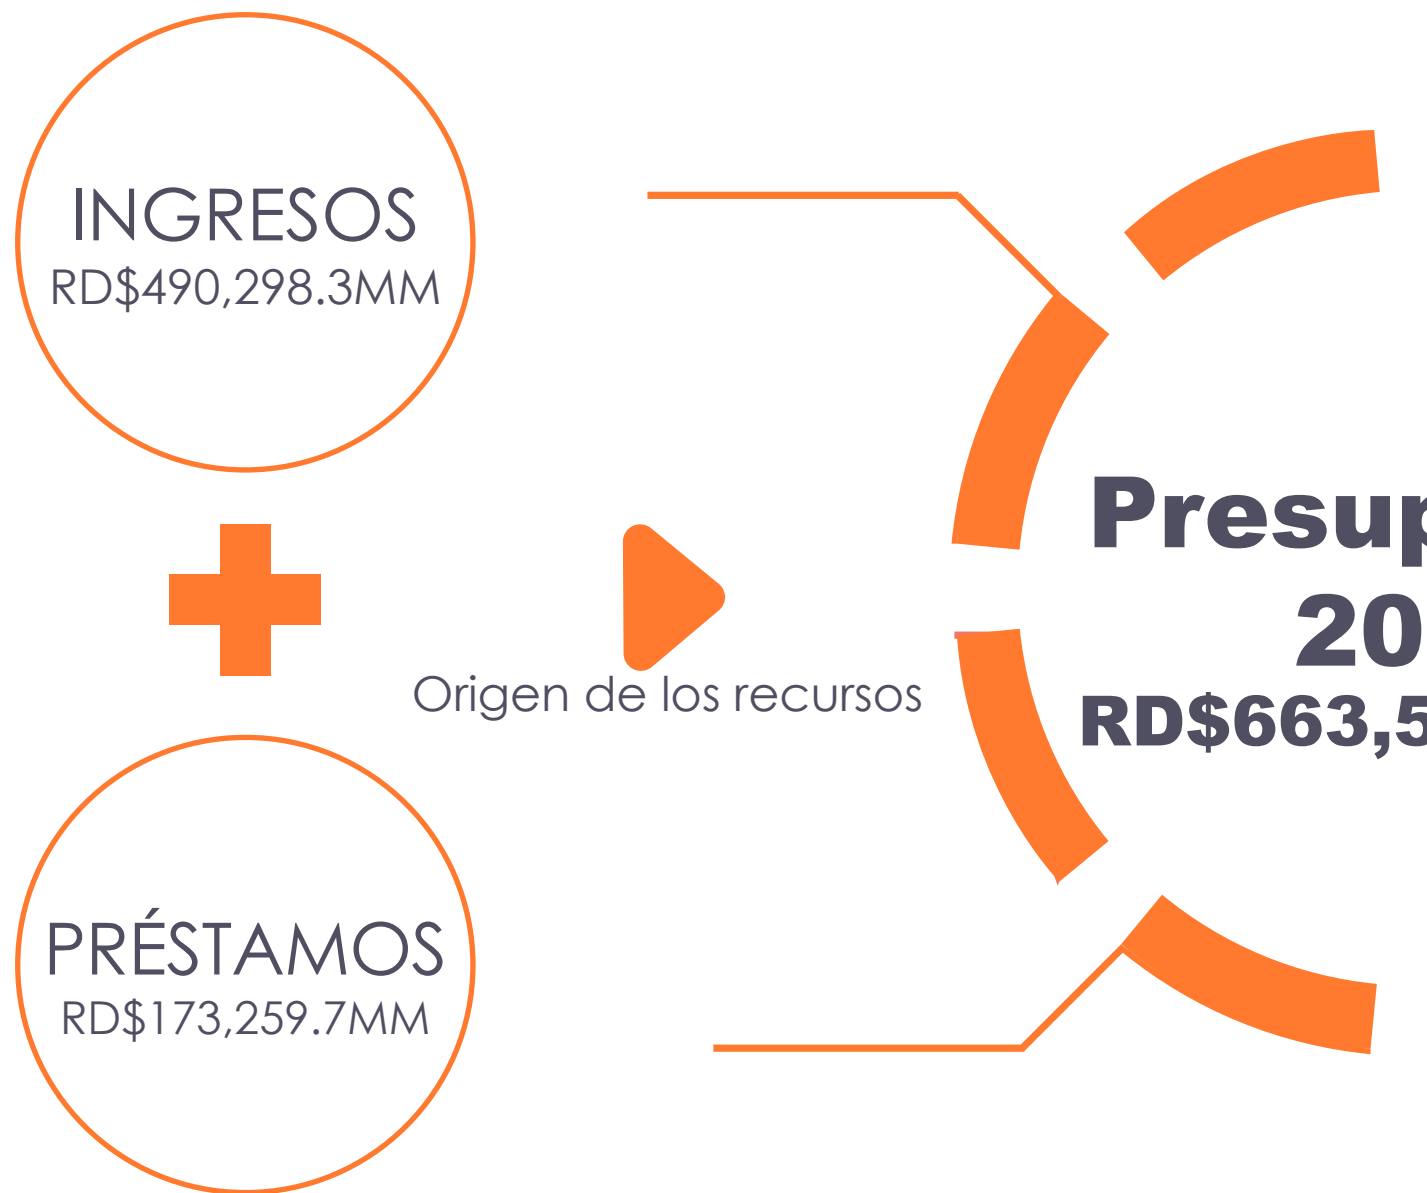 INGRESOS
RD$490,298.3MM
PRÉSTAMOS
RD$173,259.7MM
Origen de los recursos
Presup
20
RD$663,5